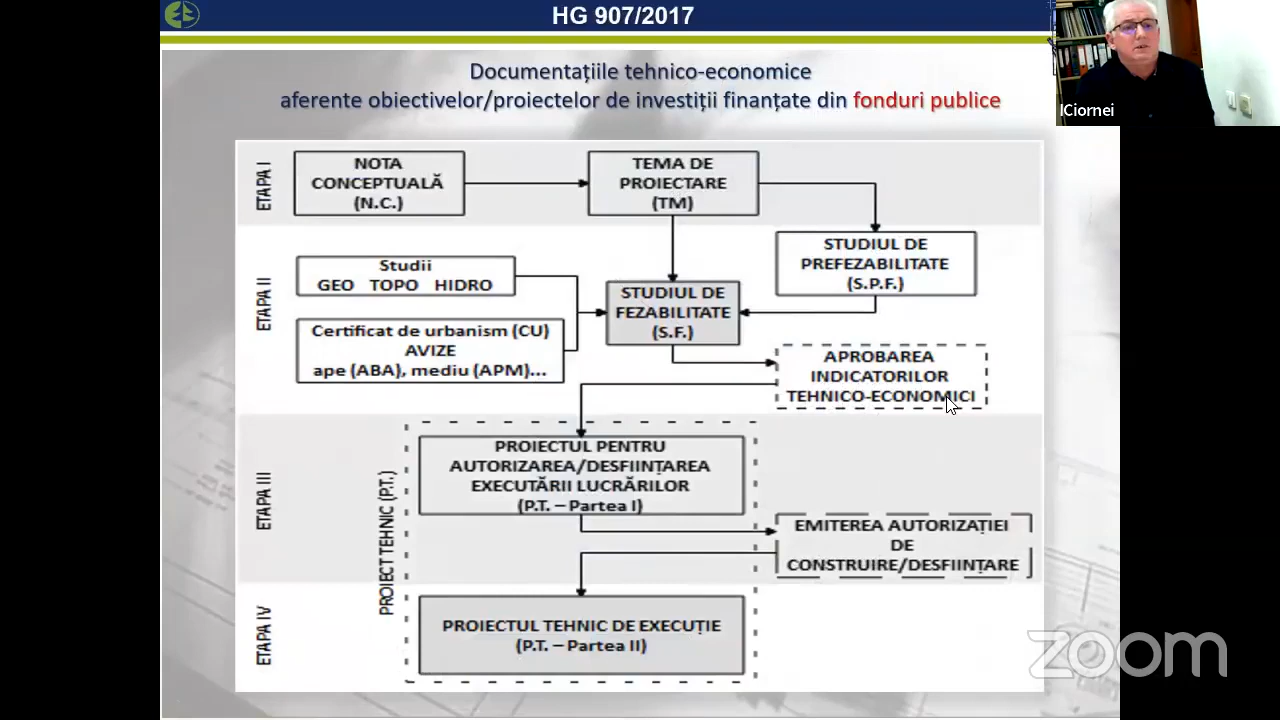 HG 907/2017
ICiornei
Documentațiile tehnico-economice
aferente obiectivelor/proiectelor de investiții finanțate din fonduri publice
ETAPA I
NOTA
CONCEPTUALĂ
(N.C.)
TEMA DE
PROIECTARE
(TM)
ETAPA II
STUDIUL DE
PREFEZABILITATE
(S.P.F.)
Studii
GEO TOPO HIDRO
STUDIUL DE
FEZABILITATE
(S.F.)
Certificat de urbanism (CU)
AVIZE
ape (ABA), mediu (APM)...
APROBAREA
INDICATORILOR
TEHNICO-ECONOMICI
ETAPA III
PROIECT TEHNIC (P.T.)
PROIECTUL PENTRU
AUTORIZAREA/DESFIINȚAREA
EXECUTĂRII LUCRĂRILOR
(P.T. – Partea I)
EMITEREA AUTORIZAȚIEI
DE
CONSTRUIRE/DESFIINȚARE
ETAPA IV
PROIECTUL TEHNIC DE EXECUȚIE
(P.T. – Partea II)
zoom